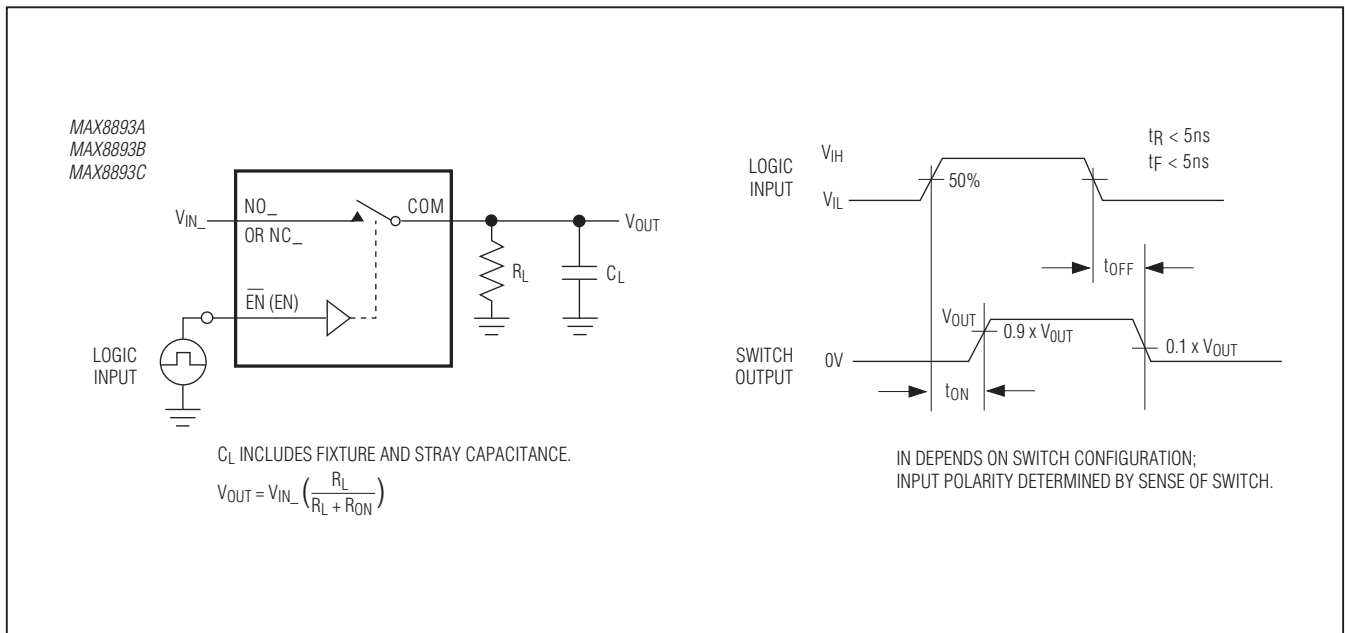 MAX8893A
MAX8893B
MAX8893C
V_IN_
NO_
OR NC_
COM
V_OUT
R_L
C_L
E̅N̅ (EN)
LOGIC
INPUT
C_L INCLUDES FIXTURE AND STRAY CAPACITANCE.
V_OUT = V_IN_ (R_L / (R_L + R_ON))
LOGIC
INPUT
V_IH
V_IL
50%
t_R < 5ns
t_F < 5ns
t_OFF
SWITCH
OUTPUT
V_OUT
0V
0.9 x V_OUT
0.1 x V_OUT
t_ON
IN DEPENDS ON SWITCH CONFIGURATION;
INPUT POLARITY DETERMINED BY SENSE OF SWITCH.